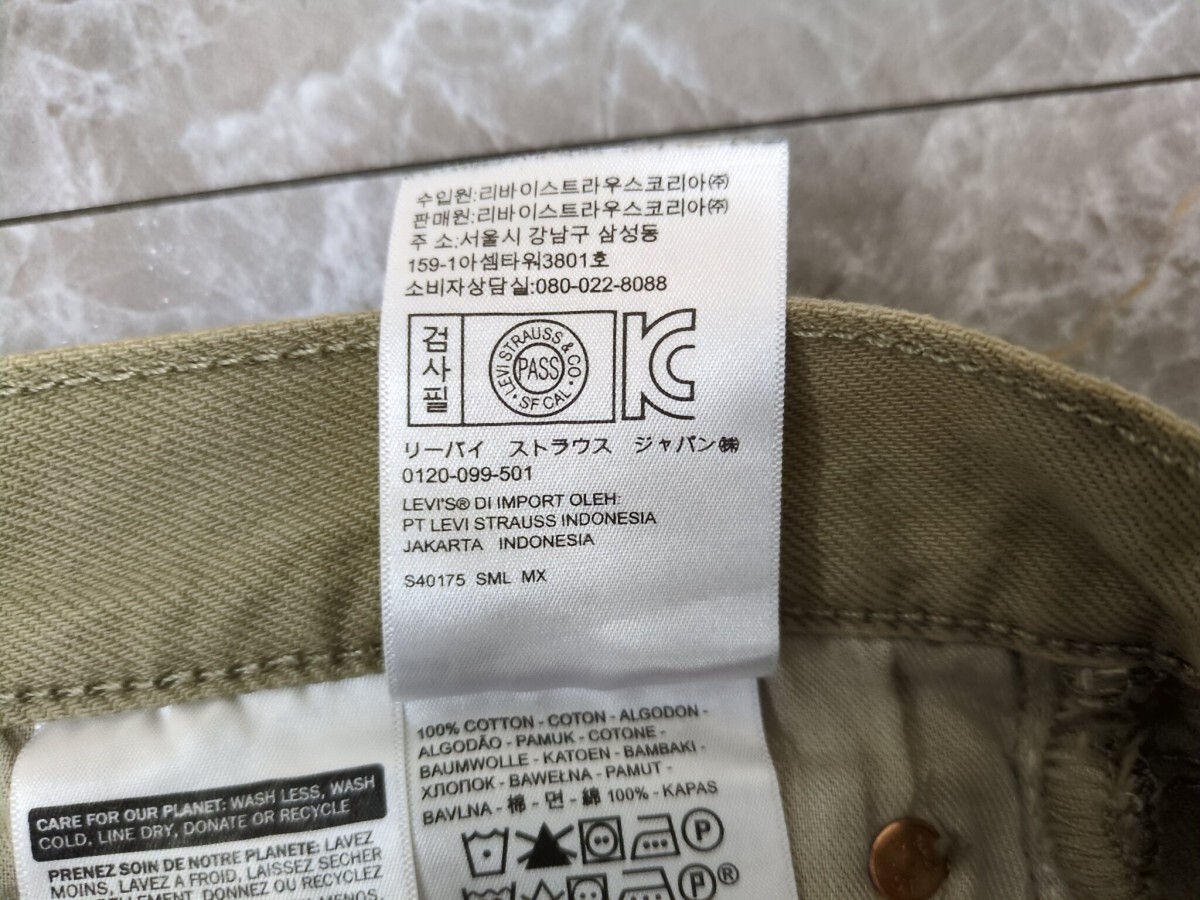 수입원:리바이스트라우스코리아㈜
판매원:리바이스트라우스코리아㈜
주 소:서울시 강남구 삼성동
159-1아셈타워3801호
소비자상담실:080-022-8088
검사필
LEVI STRAUSS & CO
PASS
SF CAL
KC
リーバイ ストラウス ジャパン㈱
0120-099-501
LEVI'S® DI IMPORT OLEH:
PT LEVI STRAUSS INDONESIA
JAKARTA INDONESIA
S40175 SML MX
100% COTTON - COTON - ALGODON -
ALGODÃO - PAMUK - COTONE -
BAUMWOLLE - KATOEN - BAMBAKI -
ХЛОПОК - BAWEŁNA - PAMUT -
BAVLNA - 棉 - 면 - 綿 100% - KAPAS
P
P ®
CARE FOR OUR PLANET: WASH LESS, WASH
COLD, LINE DRY, DONATE OR RECYCLE
PRENEZ SOIN DE NOTRE PLANETE: LAVEZ
MOINS, LAVEZ A FROID, LAISSEZ SECHER
DONNEZ OU RECYCLEZ